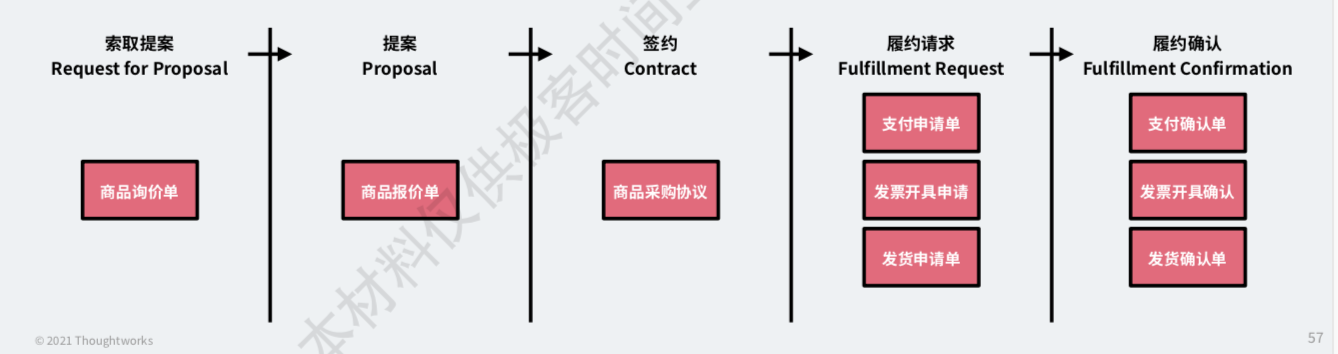 索取提案
Request for Proposal
提案
Proposal
签约
Contract
履约请求
Fulfillment Request
履约确认
Fulfillment Confirmation
商品询价单
商品报价单
商品采购协议
支付申请单
发票开具申请
发货申请单
支付确认单
发票开具确认
发货确认单
本材料仅供极客时间
© 2021 Thoughtworks
57